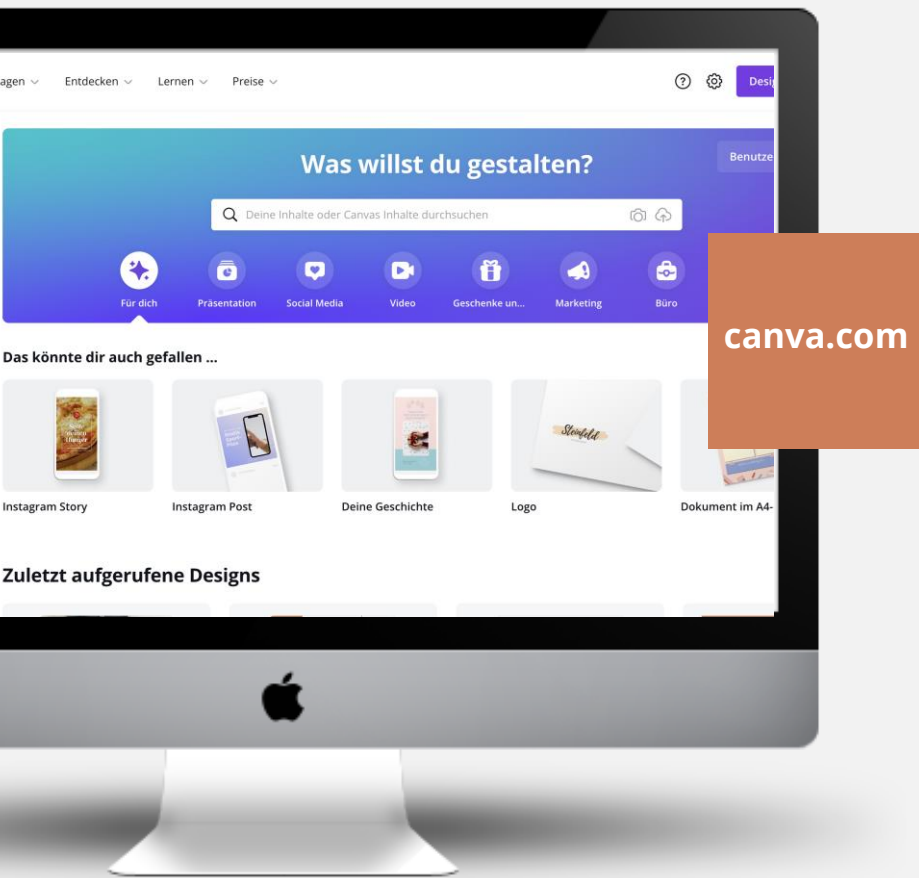 agen Entdecken Lernen Preise Desi
Was willst du gestalten?
Benutze
Deine Inhalte oder Canvas Inhalte durchsuchen
Für dich Präsentation Social Media Video Geschenke un... Marketing Büro
canva.com
Das könnte dir auch gefallen ...
Steinfeld
Instagram Story Instagram Post Deine Geschichte Logo Dokument im A4-
Zuletzt aufgerufene Designs